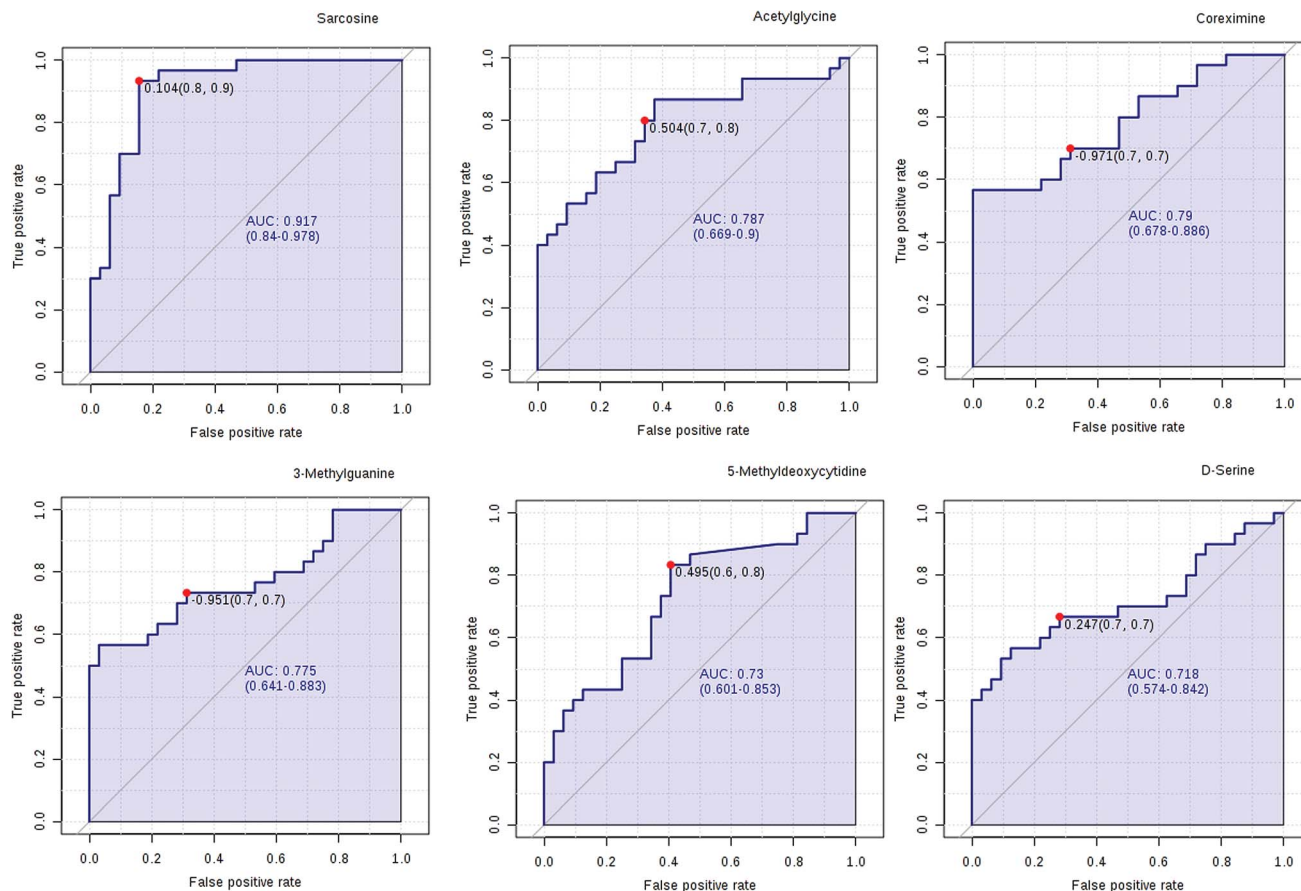 Sarcosine
True positive rate
1.0
0.8
0.6
0.4
0.2
0.0
0.104(0.8, 0.9)
AUC: 0.917
(0.84-0.978)
0.0 0.2 0.4 0.6 0.8 1.0
False positive rate
Acetylglycine
True positive rate
1.0
0.8
0.6
0.4
0.2
0.0
0.504(0.7, 0.8)
AUC: 0.787
(0.669-0.9)
0.0 0.2 0.4 0.6 0.8 1.0
False positive rate
Coreximine
True positive rate
1.0
0.8
0.6
0.4
0.2
0.0
-0.971(0.7, 0.7)
AUC: 0.79
(0.678-0.886)
0.0 0.2 0.4 0.6 0.8 1.0
False positive rate
3-Methylguanine
True positive rate
1.0
0.8
0.6
0.4
0.2
0.0
-0.951(0.7, 0.7)
AUC: 0.775
(0.641-0.883)
0.0 0.2 0.4 0.6 0.8 1.0
False positive rate
5-Methyldeoxycytidine
True positive rate
1.0
0.8
0.6
0.4
0.2
0.0
0.495(0.6, 0.8)
AUC: 0.73
(0.601-0.853)
0.0 0.2 0.4 0.6 0.8 1.0
False positive rate
D-Serine
True positive rate
1.0
0.8
0.6
0.4
0.2
0.0
0.247(0.7, 0.7)
AUC: 0.718
(0.574-0.842)
0.0 0.2 0.4 0.6 0.8 1.0
False positive rate